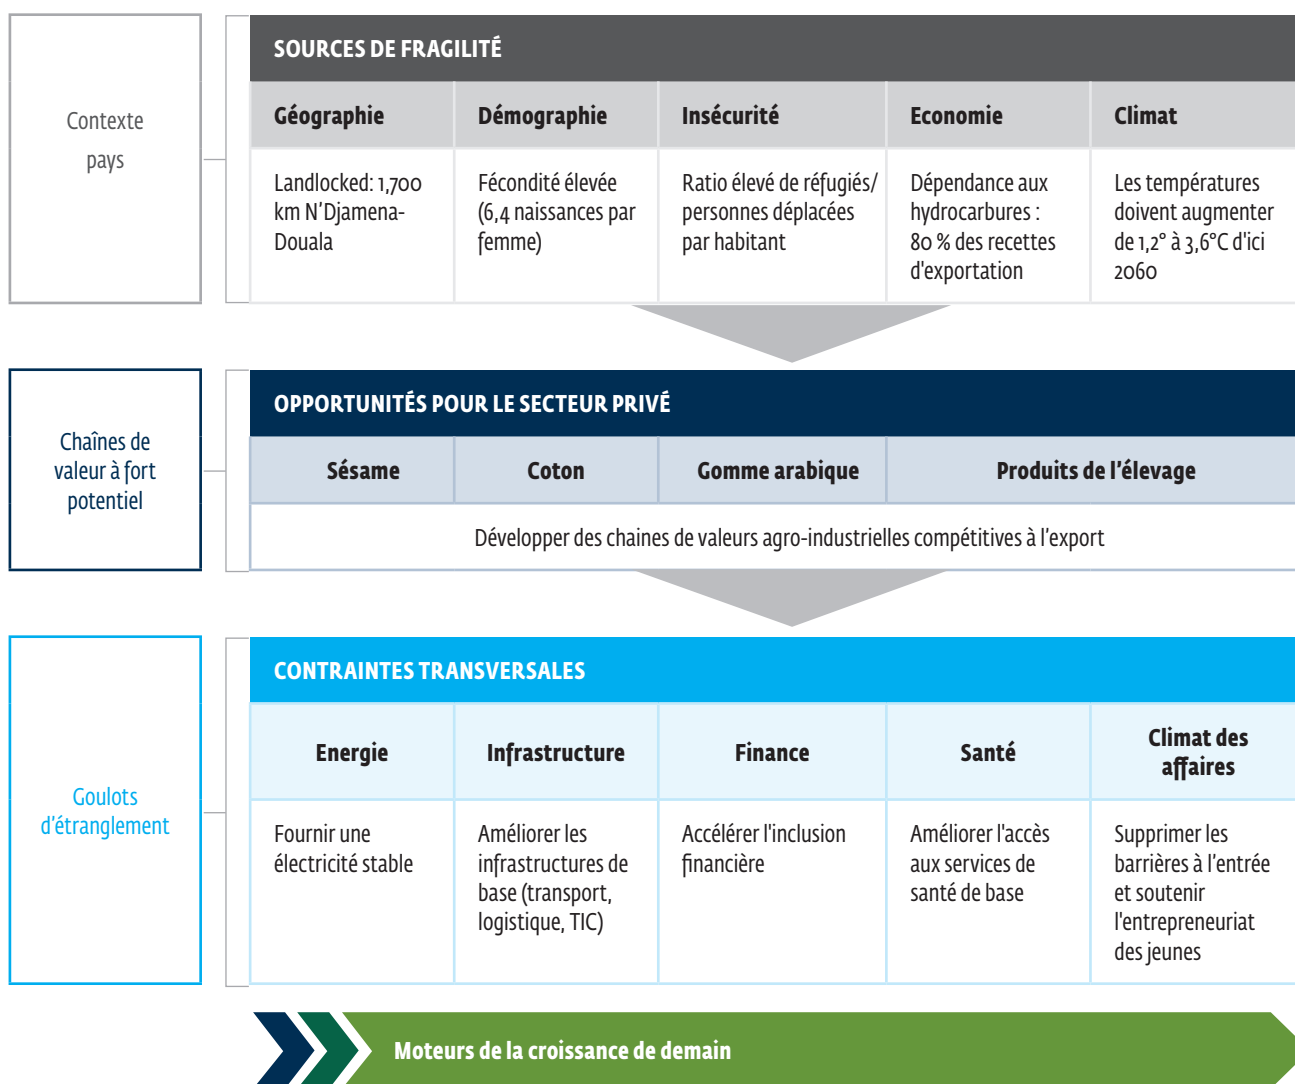 Contexte
pays
SOURCES DE FRAGILITÉ
Géographie
Démographie
Insécurité
Economie
Climat
Landlocked: 1,700
km N’Djamena-
Douala
Fécondité élevée
(6,4 naissances par
femme)
Ratio élevé de réfugiés/
personnes déplacées
par habitant
Dépendance aux
hydrocarbures :
80 % des recettes
d'exportation
Les températures
doivent augmenter
de 1,2° à 3,6°C d'ici
2060
Chaînes de
valeur à fort
potentiel
OPPORTUNITÉS POUR LE SECTEUR PRIVÉ
Sésame
Coton
Gomme arabique
Produits de l’élevage
Développer des chaines de valeurs agro-industrielles compétitives à l’export
Goulots
d’étranglement
CONTRAINTES TRANSVERSALES
Energie
Infrastructure
Finance
Santé
Climat des
affaires
Fournir une
électricité stable
Améliorer les
infrastructures de
base (transport,
logistique, TIC)
Accélérer l'inclusion
financière
Améliorer l'accès
aux services de
santé de base
Supprimer les
barrières à l’entrée
et soutenir
l'entrepreneuriat
des jeunes
Moteurs de la croissance de demain